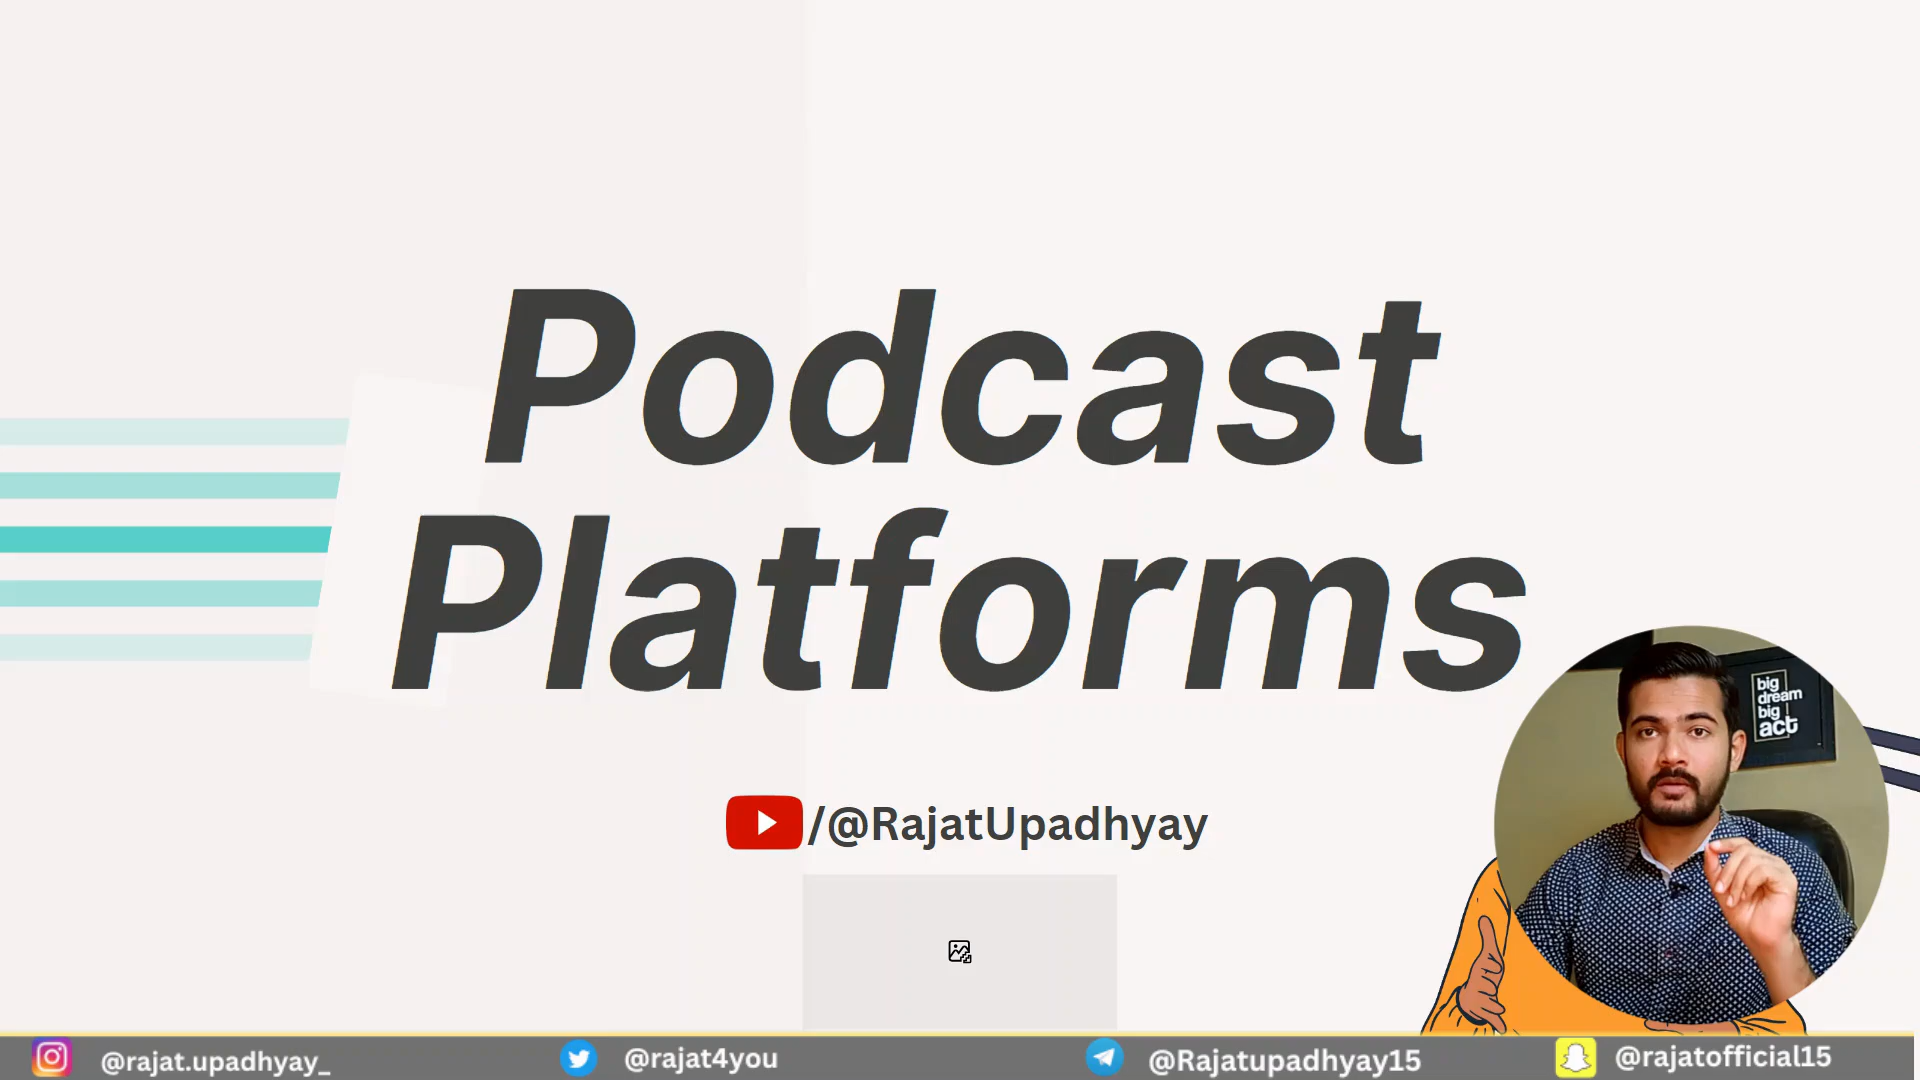 Podcast
Platforms
/@RajatUpadhyay
big
dream
big
act
@rajat.upadhyay_
@rajat4you
@Rajatupadhyay15
@rajatofficial15